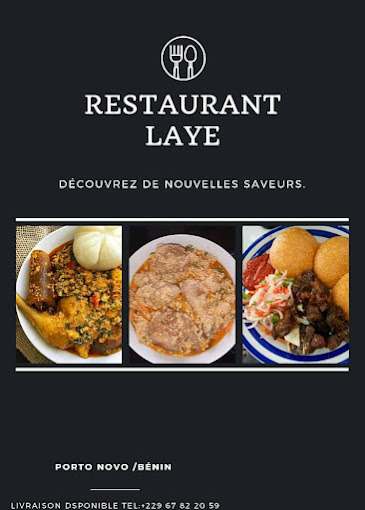 RESTAURANT
LAYE
DÉCOUVREZ DE NOUVELLES SAVEURS.
PORTO NOVO /BÉNIN
LIVRAISON DSPONIBLE TEL:+229 67 82 20 59